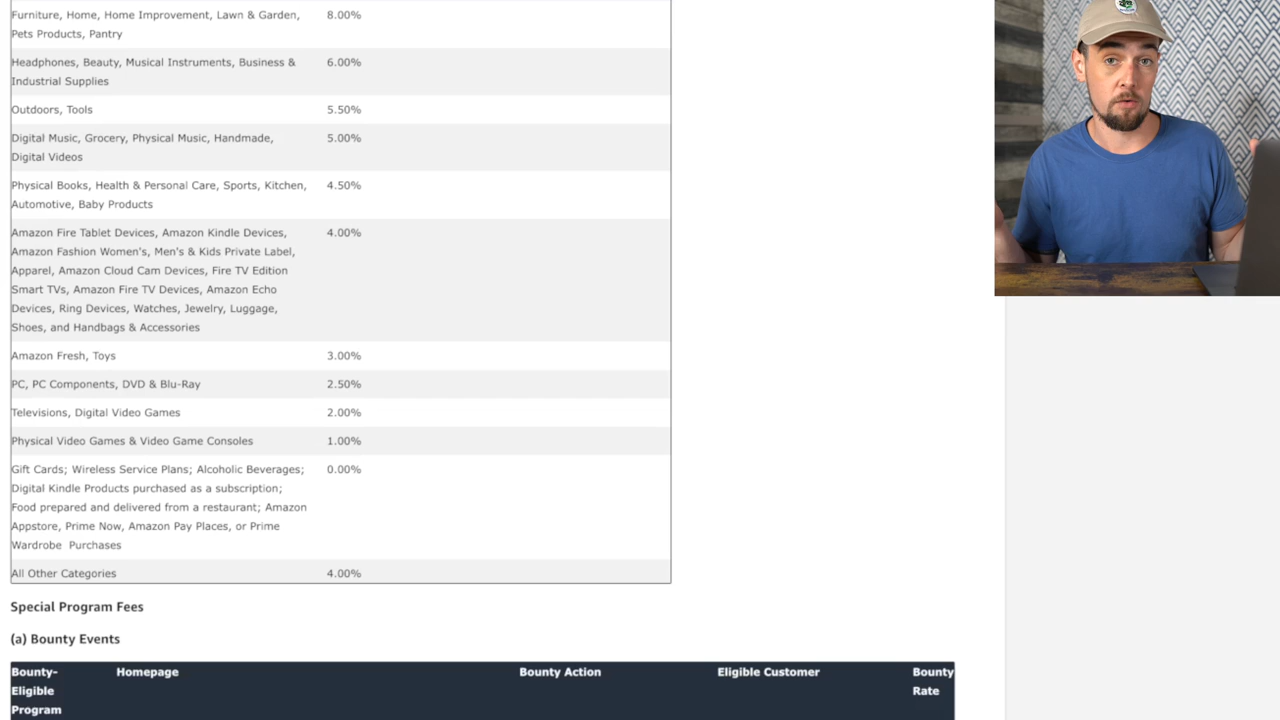 Furniture, Home, Home Improvement, Lawn & Garden, 8.00%
Pets Products, Pantry
Headphones, Beauty, Musical Instruments, Business & 6.00%
Industrial Supplies
Outdoors, Tools 5.50%
Digital Music, Grocery, Physical Music, Handmade, 5.00%
Digital Videos
Physical Books, Health & Personal Care, Sports, Kitchen, 4.50%
Automotive, Baby Products
Amazon Fire Tablet Devices, Amazon Kindle Devices, 4.00%
Amazon Fashion Women's, Men's & Kids Private Label,
Apparel, Amazon Cloud Cam Devices, Fire TV Edition
Smart TVs, Amazon Fire TV Devices, Amazon Echo
Devices, Ring Devices, Watches, Jewelry, Luggage,
Shoes, and Handbags & Accessories
Amazon Fresh, Toys 3.00%
PC, PC Components, DVD & Blu-Ray 2.50%
Televisions, Digital Video Games 2.00%
Physical Video Games & Video Game Consoles 1.00%
Gift Cards; Wireless Service Plans; Alcoholic Beverages; 0.00%
Digital Kindle Products purchased as a subscription;
Food prepared and delivered from a restaurant; Amazon
Appstore, Prime Now, Amazon Pay Places, or Prime
Wardrobe Purchases
All Other Categories 4.00%
Special Program Fees
(a) Bounty Events
Bounty- Homepage Bounty Action Eligible Customer Bounty
Eligible Rate
Program